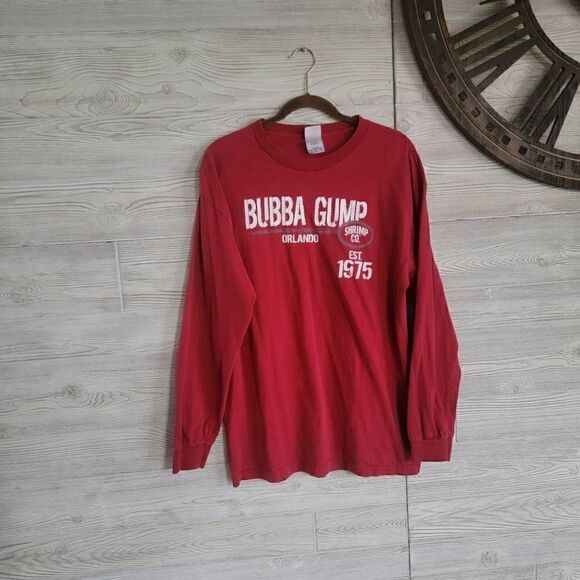 BUBBA GUMP
SHRIMP
CO.
ORLANDO
EST.
1975